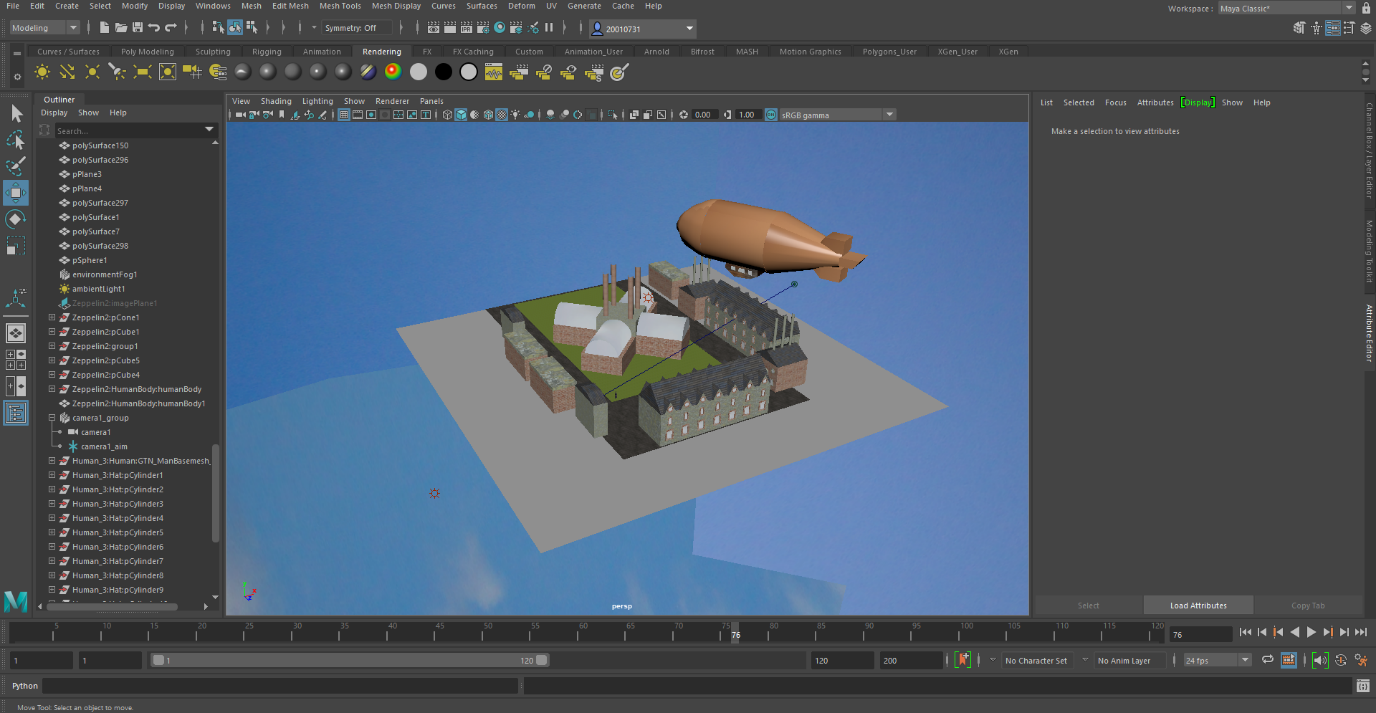 File Edit Create Select Modify Display Windows Mesh Edit Mesh Mesh Tools Mesh Display Curves Surfaces Deform UV Generate Cache Help
Workspace : Maya Classic*
Modeling Symmetry: Off 20010731
Curves / Surfaces Poly Modeling Sculpting Rigging Animation Rendering FX FX Caching Custom Animation_User Arnold Bifrost MASH Motion Graphics Polygons_User XGen_User XGen
Outliner
Display Show Help
Search...
polySurface150
polySurface296
pPlane3
pPlane4
polySurface297
polySurface1
polySurface7
polySurface298
pSphere1
environmentFog1
ambientLight1
Zeppelin2:imagePlane1
Zeppelin2:pCone1
Zeppelin2:pCube1
Zeppelin2:group1
Zeppelin2:pCube5
Zeppelin2:pCube4
Zeppelin2:HumanBody:humanBody
Zeppelin2:HumanBody:humanBody1
camera1_group
camera1
camera1_aim
Human_3:Human:GTN_ManBasemesh_
Human_3:Hat:pCylinder1
Human_3:Hat:pCylinder2
Human_3:Hat:pCylinder3
Human_3:Hat:pCylinder4
Human_3:Hat:pCylinder5
Human_3:Hat:pCylinder6
Human_3:Hat:pCylinder7
Human_3:Hat:pCylinder8
Human_3:Hat:pCylinder9
View Shading Lighting Show Renderer Panels
0.00 1.00 sRGB gamma
persp
List Selected Focus Attributes [Display] Show Help
Make a selection to view attributes
Select Load Attributes Copy Tab
Channel Box / Layer Editor
Modeling Toolkit
Attribute Editor
5 10 15 20 25 30 35 40 45 50 55 60 65 70 75 80 85 90 95 100 105 110 115 120
76 76
1 1 1 120 120 200 No Character Set No Anim Layer 24 fps
Python
Move Tool: Select an object to move.